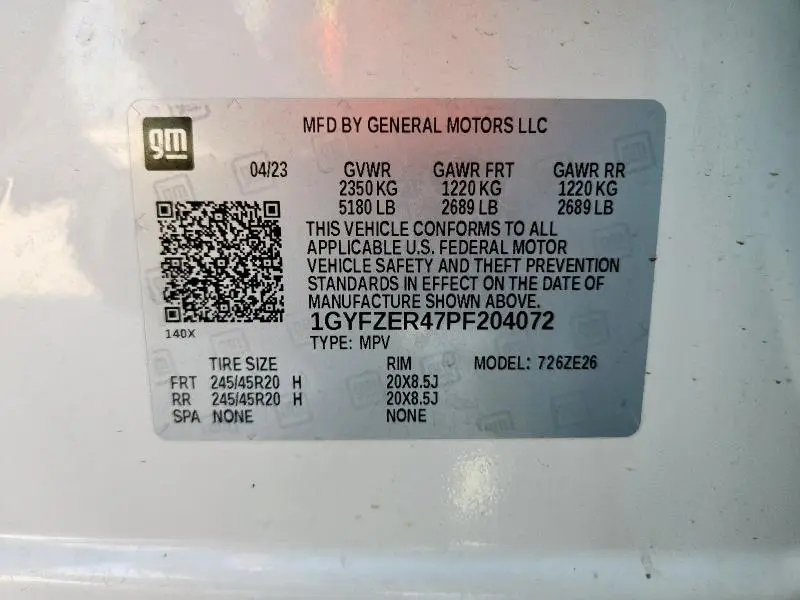 gm
MFD BY GENERAL MOTORS LLC
04/23 GVWR GAWR FRT GAWR RR
2350 KG 1220 KG 1220 KG
5180 LB 2689 LB 2689 LB
THIS VEHICLE CONFORMS TO ALL
APPLICABLE U.S. FEDERAL MOTOR
VEHICLE SAFETY AND THEFT PREVENTION
STANDARDS IN EFFECT ON THE DATE OF
MANUFACTURE SHOWN ABOVE.
1GYFZER47PF204072
140X
TYPE: MPV
TIRE SIZE RIM MODEL: 726ZE26
FRT 245/45R20 H 20X8.5J
RR 245/45R20 H 20X8.5J
SPA NONE NONE